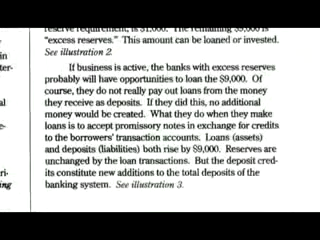 reserve requirement, is $1,000. The remaining $9,000 is
"excess reserves." This amount can be loaned or invested.
See illustration 2.
If business is active, the banks with excess reserves
probably will have opportunities to loan the $9,000. Of
course, they do not really pay out loans from the money
they receive as deposits. If they did this, no additional
money would be created. What they do when they make
loans is to accept promissory notes in exchange for credits
to the borrowers' transaction accounts. Loans (assets)
and deposits (liabilities) both rise by $9,000. Reserves are
unchanged by the loan transactions. But the deposit cred-
its constitute new additions to the total deposits of the
banking system. See illustration 3.
in
ter-
al
e-
ri-
ing